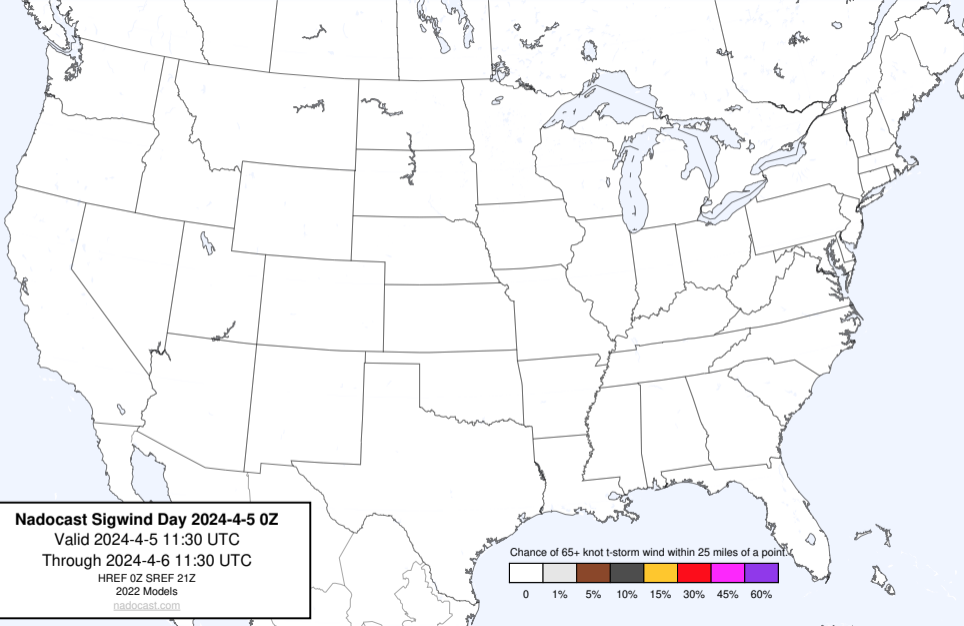 Nadocast Sigwind Day 2024-4-5 0Z
Valid 2024-4-5 11:30 UTC
Through 2024-4-6 11:30 UTC
HREF 0Z SREF 21Z
2022 Models
nadocast.com
Chance of 65+ knot t-storm wind within 25 miles of a point.
0 1% 5% 10% 15% 30% 45% 60%